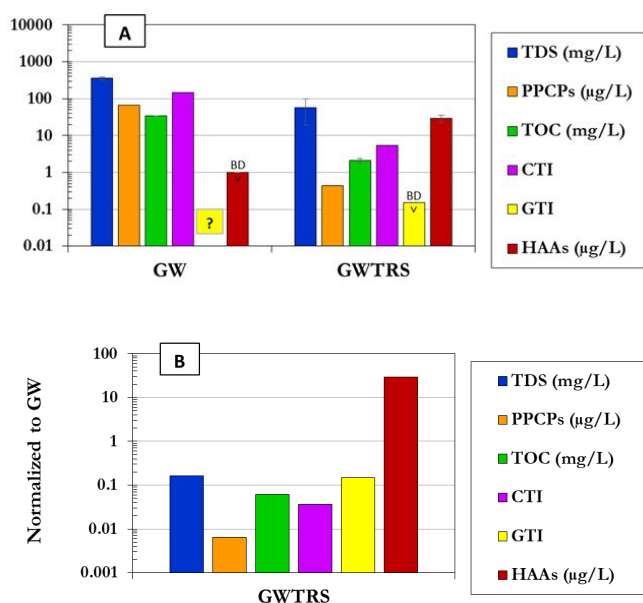 A
10000
1000
100
10
1
0.1
0.01
?
BD
v
BD
v
GW
GWTRS
TDS (mg/L)
PPCPs (µg/L)
TOC (mg/L)
CTI
GTI
HAAs (µg/L)
B
Normalized to GW
100
10
1
0.1
0.01
0.001
GWTRS
TDS (mg/L)
PPCPs (µg/L)
TOC (mg/L)
CTI
GTI
HAAs (µg/L)